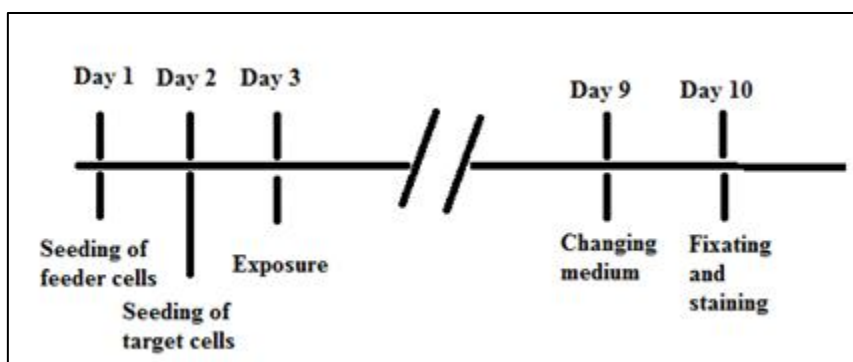 Day 1 Day 2 Day 3 Day 9 Day 10
Seeding of
feeder cells
Seeding of
target cells
Exposure
Changing
medium
Fixating
and
staining